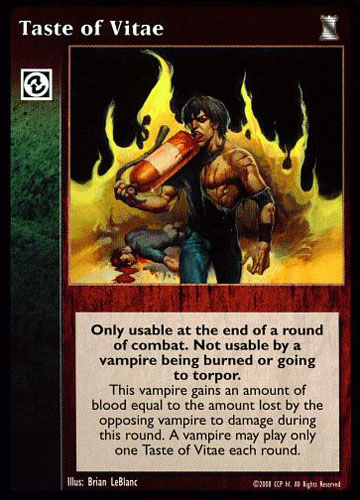 Taste of Vitae
Only usable at the end of a round
of combat. Not usable by a
vampire being burned or going
to torpor.
This vampire gains an amount of
blood equal to the amount lost by the
opposing vampire to damage during
this round. A vampire may play only
one Taste of Vitae each round.
Illus: Brian LeBlanc
©2008 CCP hf. All Rights Reserved